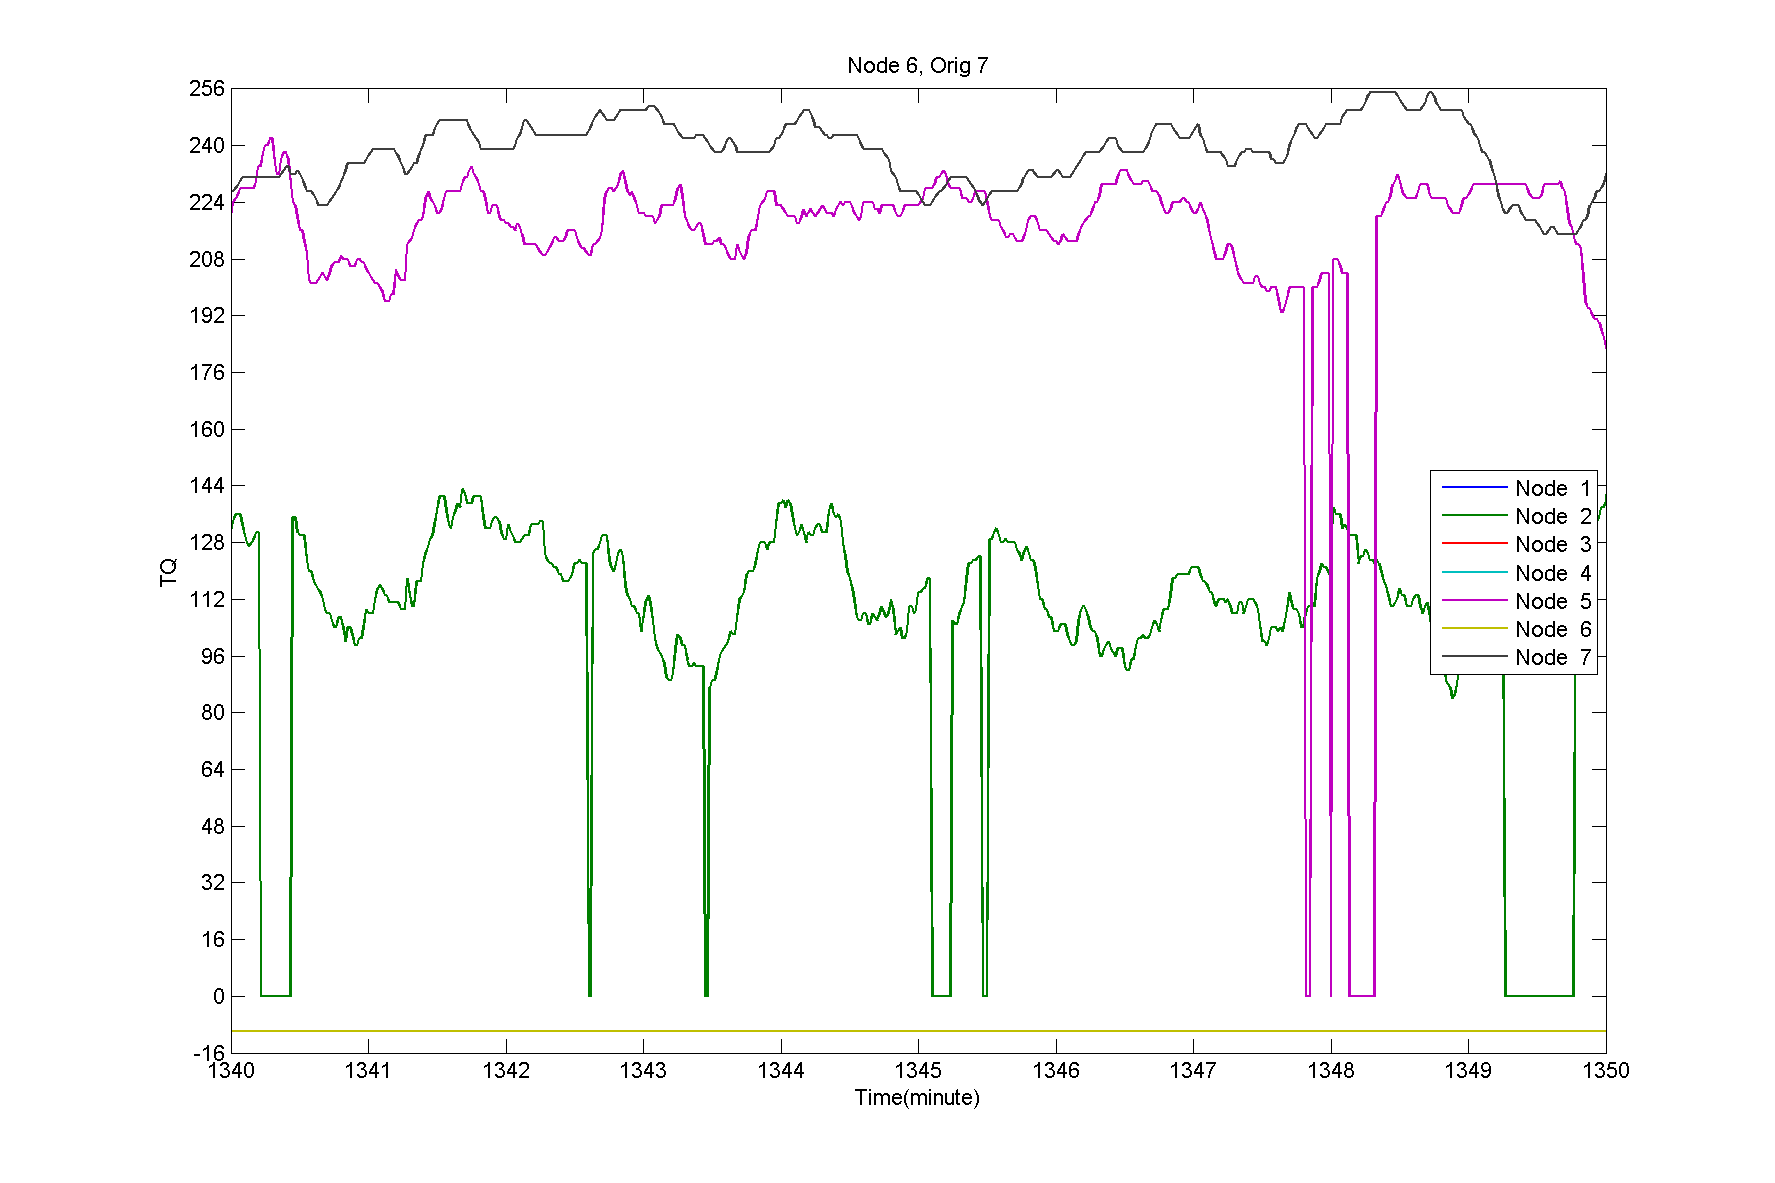 Node 6, Orig 7
256
240
224
208
192
176
160
144
128
112
96
80
64
48
32
16
0
-16
TQ
Node 1
Node 2
Node 3
Node 4
Node 5
Node 6
Node 7
1340 1341 1342 1343 1344 1345 1346 1347 1348 1349 1350
Time(minute)